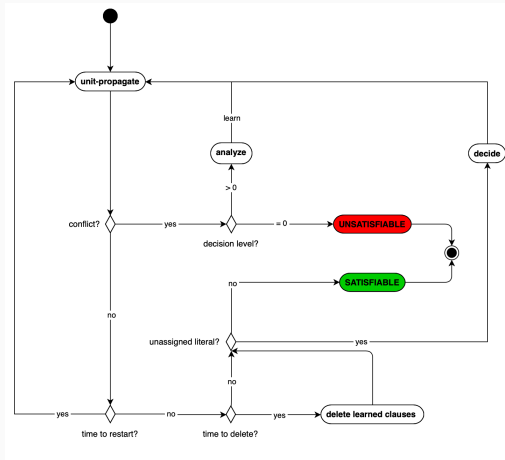 unit-propagate
learn
analyze
decide
> 0
conflict?
yes
= 0
UNSATISFIABLE
decision level?
no
SATISFIABLE
no
unassigned literal?
yes
no
yes
no
yes
delete learned clauses
time to restart?
time to delete?